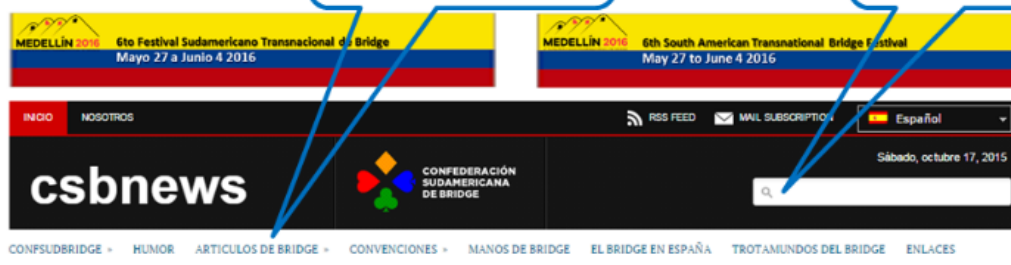 MEDELLÍN 2016 6to Festival Sudamericano Transnacional de Bridge
Mayo 27 a Junio 4 2016
MEDELLÍN 2016 6th South American Transnational Bridge Festival
May 27 to June 4 2016
INICIO NOSOTROS RSS FEED MAIL SUBSCRIPTION Español
Sábado, octubre 17, 2015
csbnews
CONFEDERACIÓN
SUDAMERICANA
DE BRIDGE
CONFSUDBRIDGE » HUMOR ARTICULOS DE BRIDGE » CONVENCIONES » MANOS DE BRIDGE EL BRIDGE EN ESPAÑA TROTAMUNDOS DEL BRIDGE ENLACES